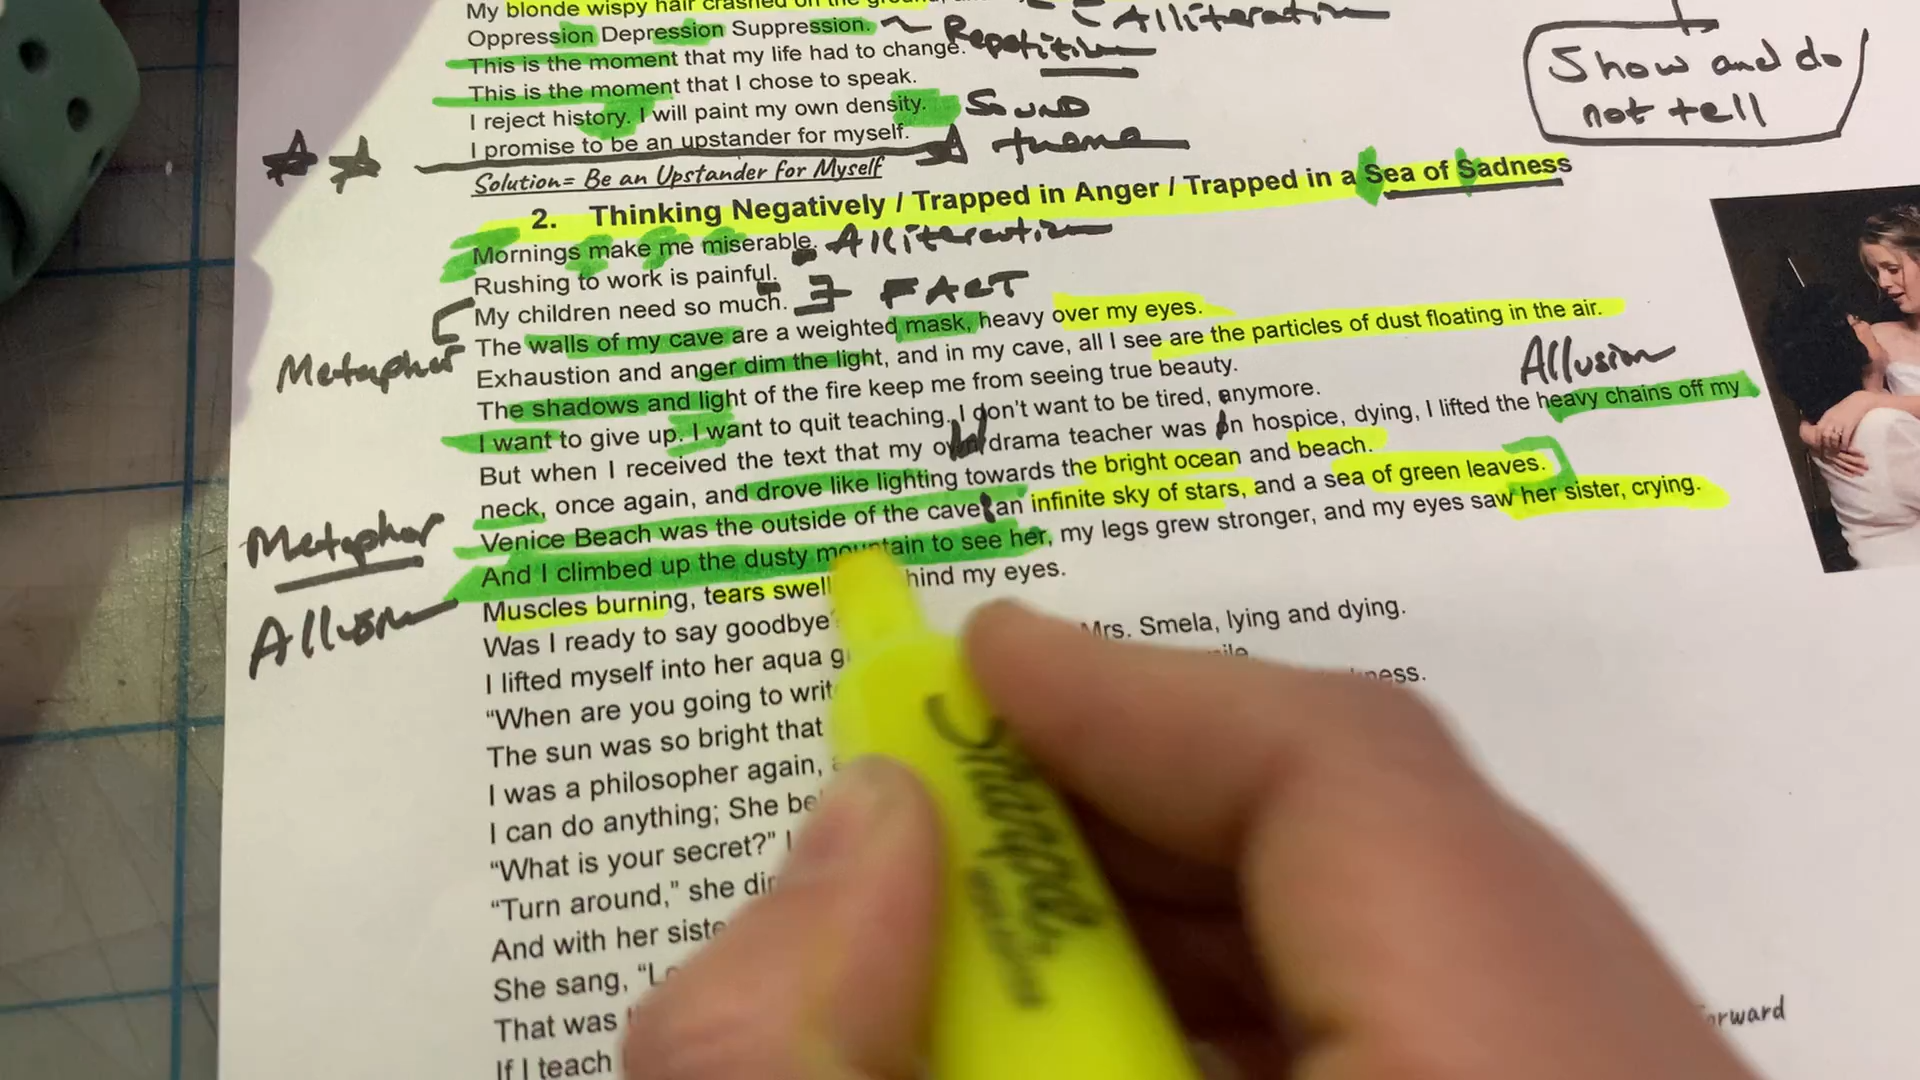 My blonde wispy hair crashed on the
Alliteration
Oppression Depression Suppression.
Repetition
This is the moment that my life had to change.
This is the moment that I chose to speak.
I reject history. I will paint my own density.
Sound
I promise to be an upstander for myself.
theme
Show and do
not tell
Solution= Be an Upstander for Myself
2. Thinking Negatively / Trapped in Anger / Trapped in a Sea of Sadness
Mornings make me miserable.
Alliteration
Rushing to work is painful.
My children need so much.
FACT
The walls of my cave are a weighted mask, heavy over my eyes.
Metaphor
Exhaustion and anger dim the light, and in my cave, all I see are the particles of dust floating in the air.
The shadows and light of the fire keep me from seeing true beauty.
Allusion
I want to give up. I want to quit teaching. I don't want to be tired, anymore.
But when I received the text that my drama teacher was on hospice, dying, I lifted the heavy chains off my
neck, once again, and drove like lighting towards the bright ocean and beach.
Venice Beach was the outside of the cave an infinite sky of stars, and a sea of green leaves.
Metaphor
And I climbed up the dusty mountain to see her, my legs grew stronger, and my eyes saw her sister, crying.
Allusion
Muscles burning, tears swell hind my eyes.
Was I ready to say goodbye Mrs. Smela, lying and dying.
I lifted myself into her aqua
"When are you going to writ
The sun was so bright that
I was a philosopher again,
I can do anything; She be
"What is your secret?" I
"Turn around," she dir
And with her siste
She sang, "Lo
That was
If I teach
orward
Sharpie